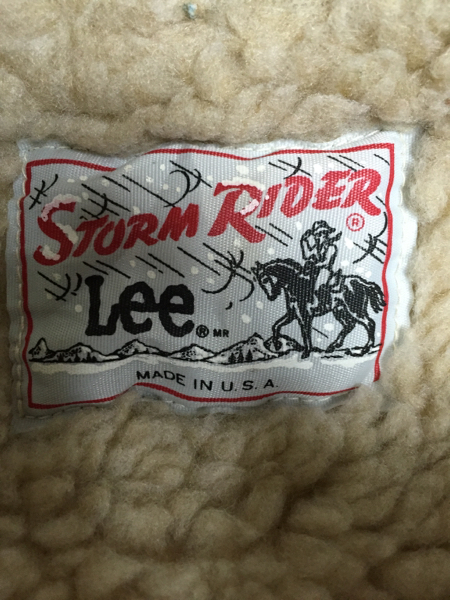 STORM RIDER ®
Lee ® MR
MADE IN U.S.A.